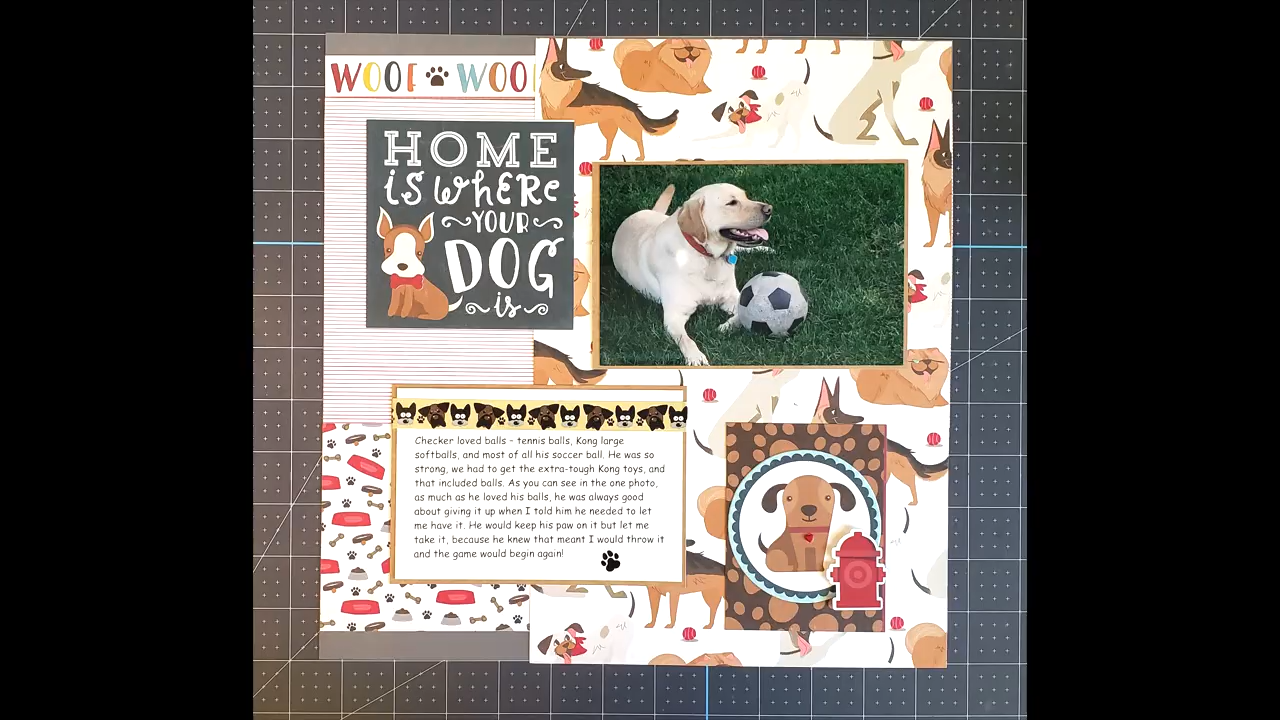 WOOF WOOF
HOME
is where
YOUR
DOG
is
Checker loved balls – tennis balls, Kong large
softballs, and most of all his soccer ball. He was so
strong, we had to get the extra-tough Kong toys, and
that included balls. As you can see in the one photo,
as much as he loved his balls, he was always good
about giving it up when I told him he needed to let
me have it. He would keep his paw on it but let me
take it, because he knew that meant I would throw it
and the game would begin again!